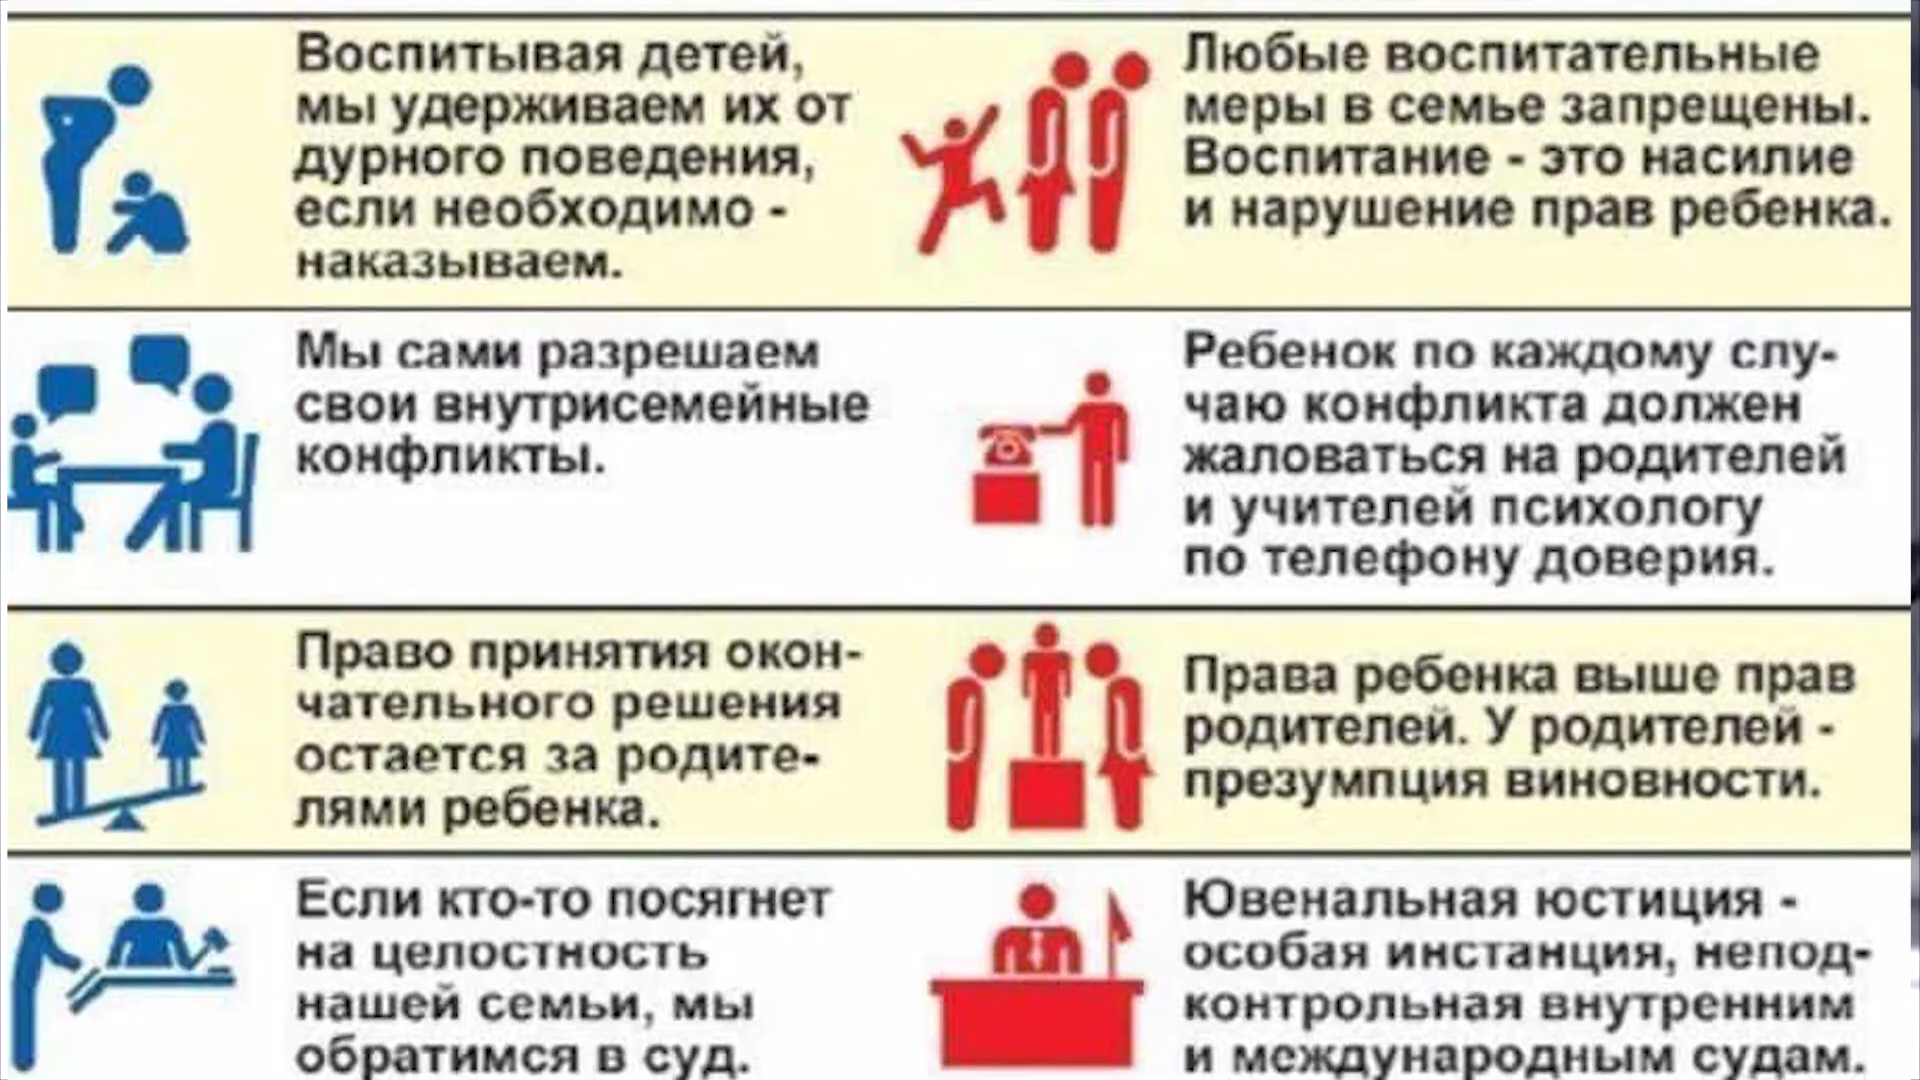 Воспитывая детей,
мы удерживаем их от
дурного поведения,
если необходимо -
наказываем.
Любые воспитательные
меры в семье запрещены.
Воспитание - это насилие
и нарушение прав ребенка.
Мы сами разрешаем
свои внутрисемейные
конфликты.
Ребенок по каждому слу-
чаю конфликта должен
жаловаться на родителей
и учителей психологу
по телефону доверия.
Право принятия окон-
чательного решения
остается за родите-
лями ребенка.
Права ребенка выше прав
родителей. У родителей -
презумпция виновности.
Если кто-то посягнет
на целостность
нашей семьи, мы
обратимся в суд.
Ювенальная юстиция -
особая инстанция, непод-
контрольная внутренним
и международным судам.